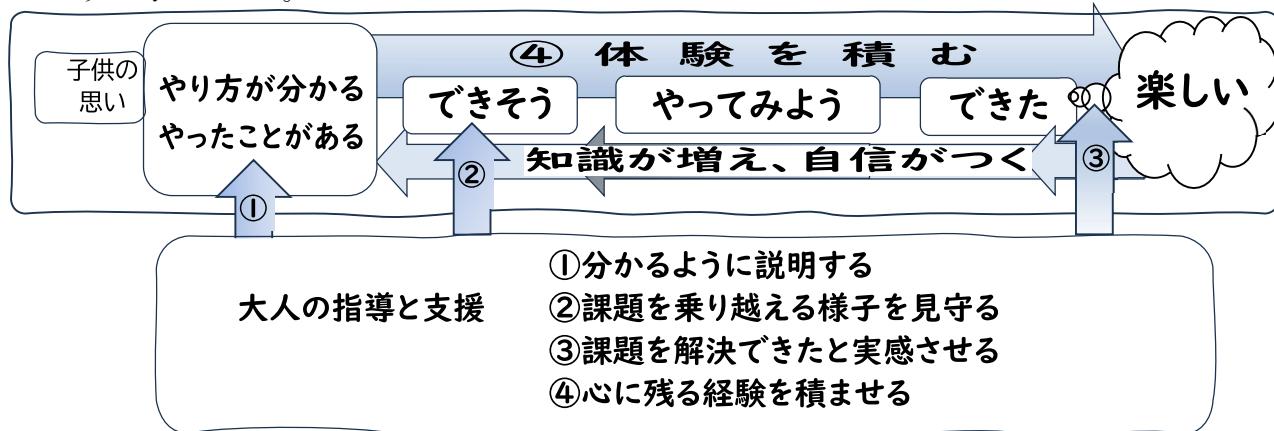 ④ 体 験 を 積 む
子供の
思い
やり方が分かる
やったことがある
できそう
やってみよう
できた
楽しい
知識が増え、自信がつく
①
②
③
大人の指導と支援
①分かるように説明する
②課題を乗り越える様子を見守る
③課題を解決できたと実感させる
④心に残る経験を積ませる